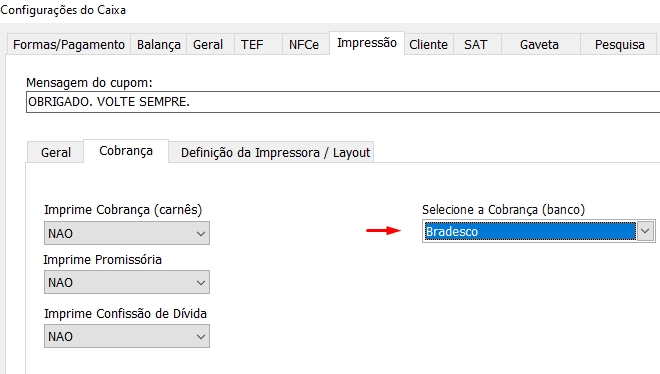 Configurações do Caixa
Formas/Pagamento Balança Geral TEF NFCe Impressão Cliente SAT Gaveta Pesquisa
Mensagem do cupom:
OBRIGADO. VOLTE SEMPRE.
Geral Cobrança Definição da Impressora / Layout
Imprime Cobrança (carnês) Selecione a Cobrança (banco)
NAO Bradesco
Imprime Promissória
NAO
Imprime Confissão de Dívida
NAO